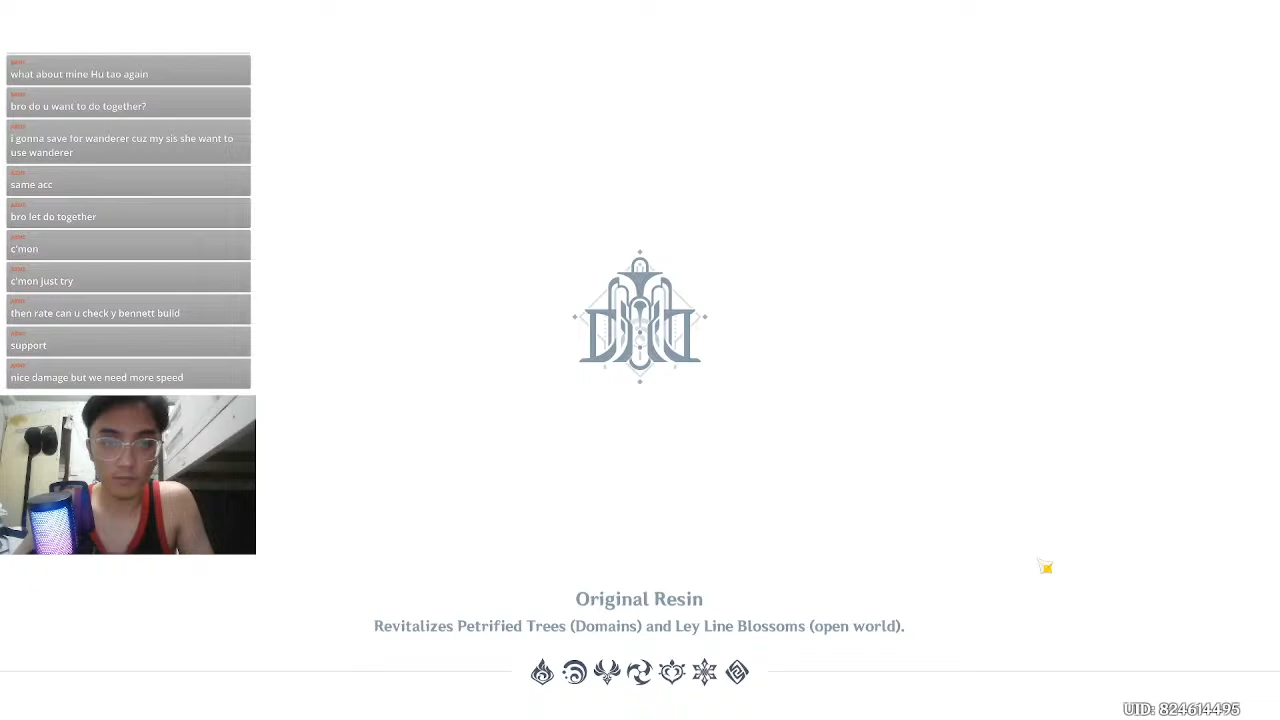 what about mine Hu tao again
bro do u want to do together?
i gonna save for wanderer cuz my sis she want to
use wanderer
same acc
bro let do together
c'mon
c'mon just try
then rate can u check y bennett build
support
nice damage but we need more speed
Original Resin
Revitalizes Petrified Trees (Domains) and Ley Line Blossoms (open world).
UID: 824614495